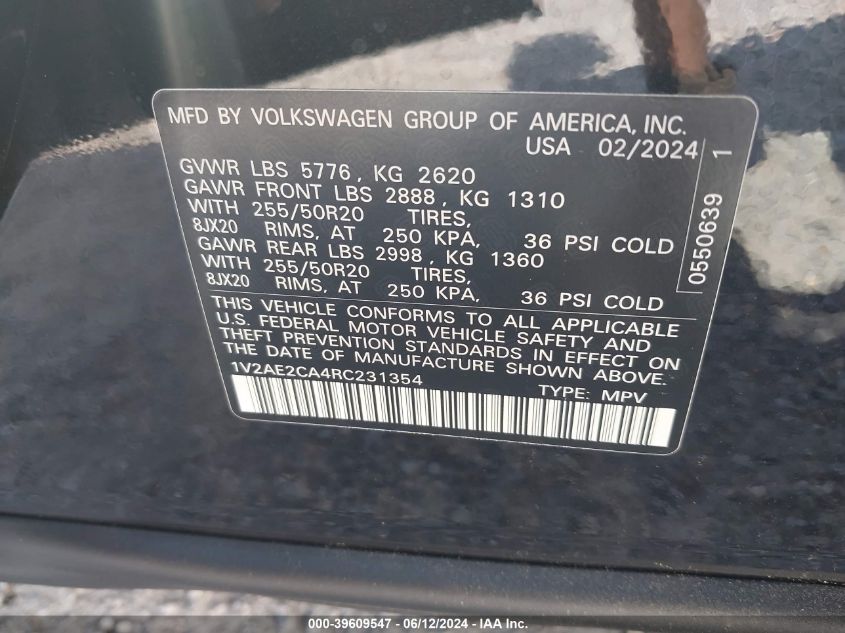 MFD BY VOLKSWAGEN GROUP OF AMERICA, INC.
USA 02/2024
GVWR LBS 5776, KG 2620
GAWR FRONT LBS 2888, KG 1310
WITH 255/50R20 TIRES,
8JX20 RIMS, AT 250 KPA, 36 PSI COLD
GAWR REAR LBS 2998, KG 1360
WITH 255/50R20 TIRES,
8JX20 RIMS, AT 250 KPA, 36 PSI COLD
0550639 1
THIS VEHICLE CONFORMS TO ALL APPLICABLE
U.S. FEDERAL MOTOR VEHICLE SAFETY AND
THEFT PREVENTION STANDARDS IN EFFECT ON
THE DATE OF MANUFACTURE SHOWN ABOVE.
1V2AE2CA4RC231354 TYPE: MPV
000-39609547 - 06/12/2024 - IAA Inc.